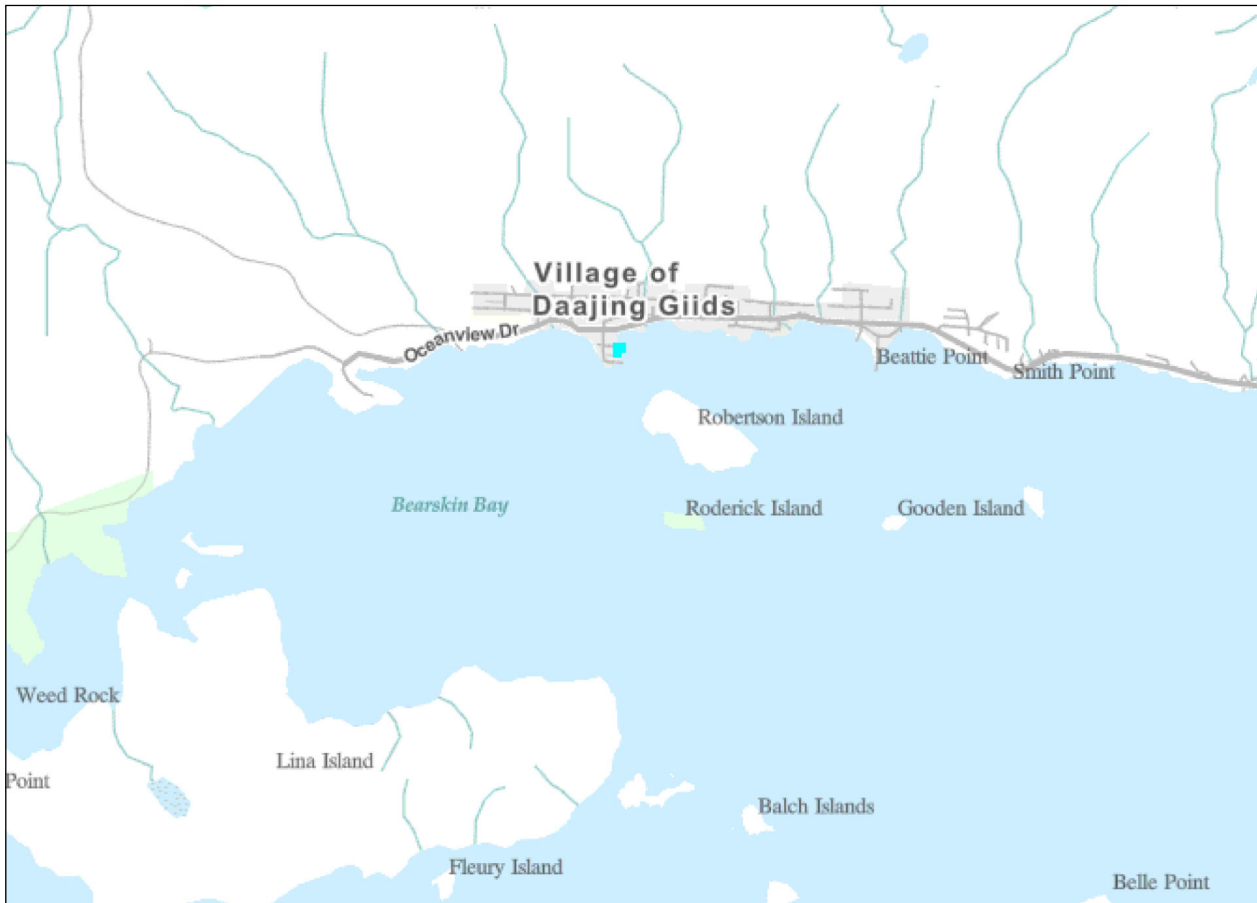 Village of
Daajing Giids
Oceanview Dr
Beattie Point
Smith Point
Robertson Island
Bearskin Bay
Roderick Island
Gooden Island
Weed Rock
Lina Island
Point
Balch Islands
Fleury Island
Belle Point